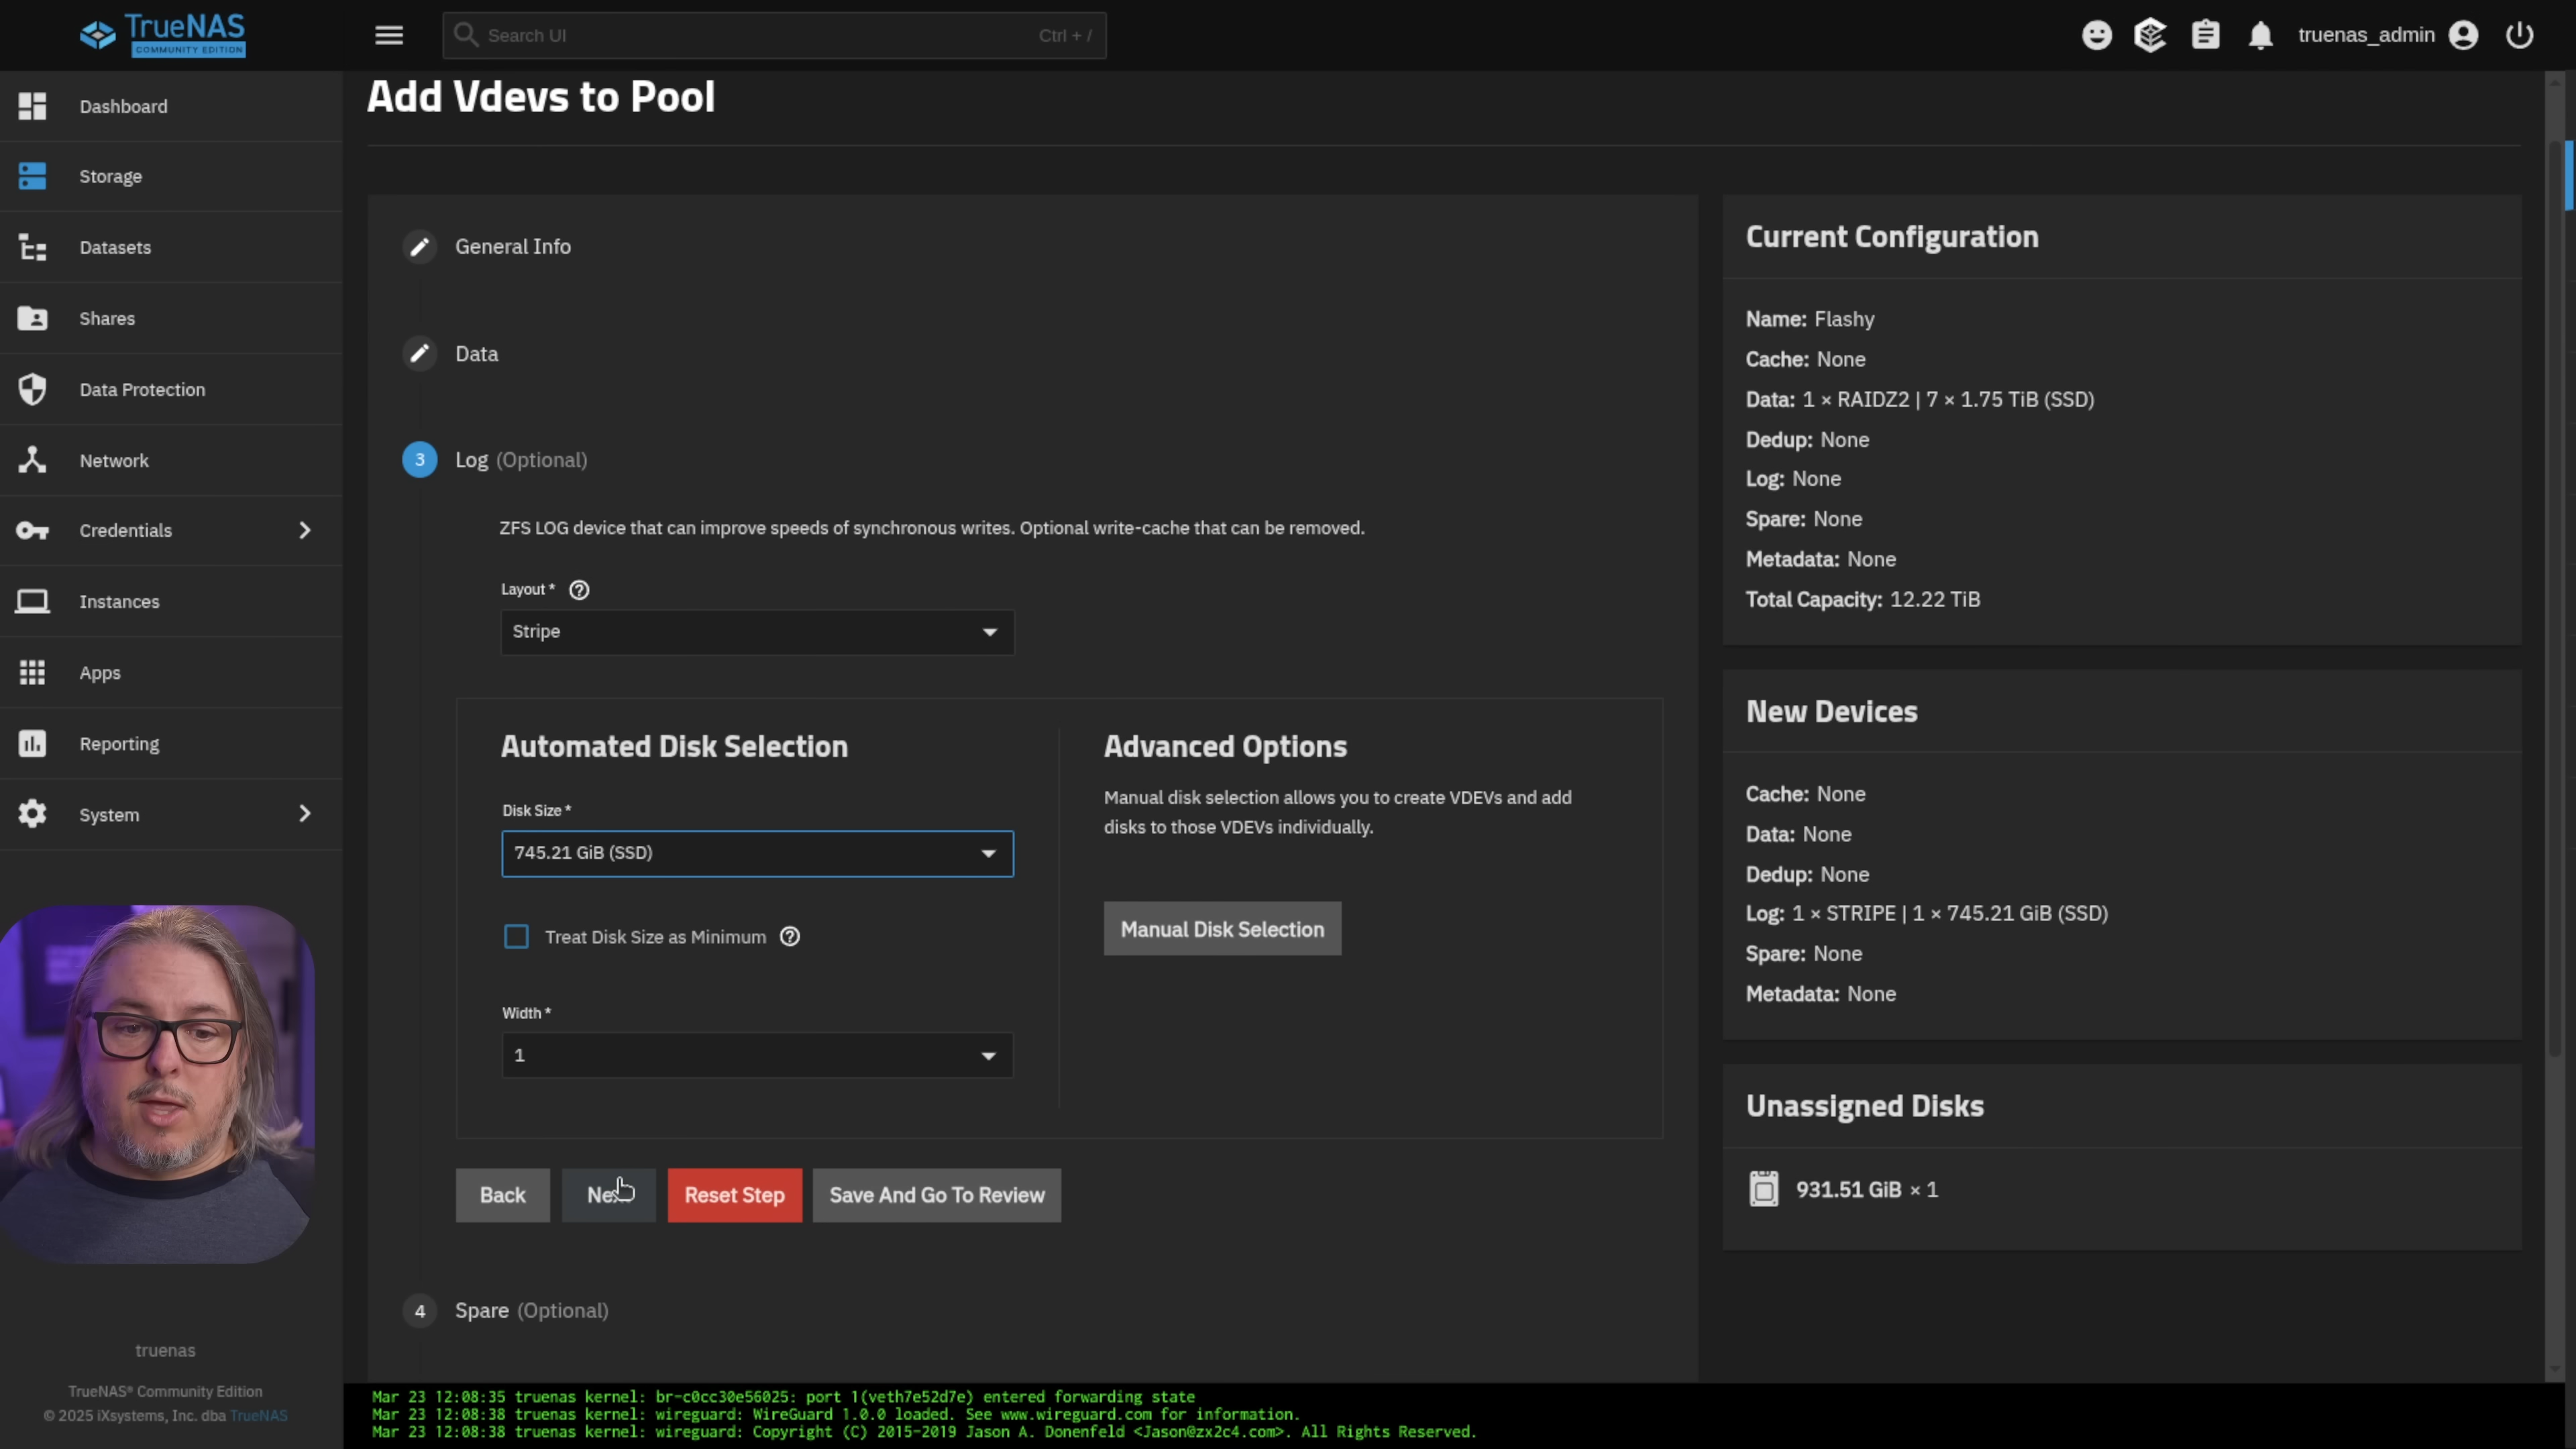 TrueNAS
COMMUNITY EDITION
Search UI
Ctrl + /
truenas_admin
Dashboard
Storage
Datasets
Shares
Data Protection
Network
Credentials
Instances
Apps
Reporting
System
truenas
TrueNAS® Community Edition
© 2025 iXsystems, Inc. dba TrueNAS
Add Vdevs to Pool
General Info
Data
3 Log (Optional)
ZFS LOG device that can improve speeds of synchronous writes. Optional write-cache that can be removed.
Layout *
Stripe
Automated Disk Selection
Disk Size *
745.21 GiB (SSD)
Treat Disk Size as Minimum
Width *
1
Advanced Options
Manual disk selection allows you to create VDEVs and add
disks to those VDEVs individually.
Manual Disk Selection
Back
Reset Step
Save And Go To Review
4 Spare (Optional)
Current Configuration
Name: Flashy
Cache: None
Data: 1 × RAIDZ2 | 7 × 1.75 TiB (SSD)
Dedup: None
Log: None
Spare: None
Metadata: None
Total Capacity: 12.22 TiB
New Devices
Cache: None
Data: None
Dedup: None
Log: 1 × STRIPE | 1 × 745.21 GiB (SSD)
Spare: None
Metadata: None
Unassigned Disks
931.51 GiB × 1
Mar 23 12:08:35 truenas kernel: br-c0cc30e56025: port 1(veth7e52d7e) entered forwarding state
Mar 23 12:08:38 truenas kernel: wireguard: WireGuard 1.0.0 loaded. See www.wireguard.com for information.
Mar 23 12:08:38 truenas kernel: wireguard: Copyright (C) 2015-2019 Jason A. Donenfeld <Jason@zx2c4.com>. All Rights Reserved.